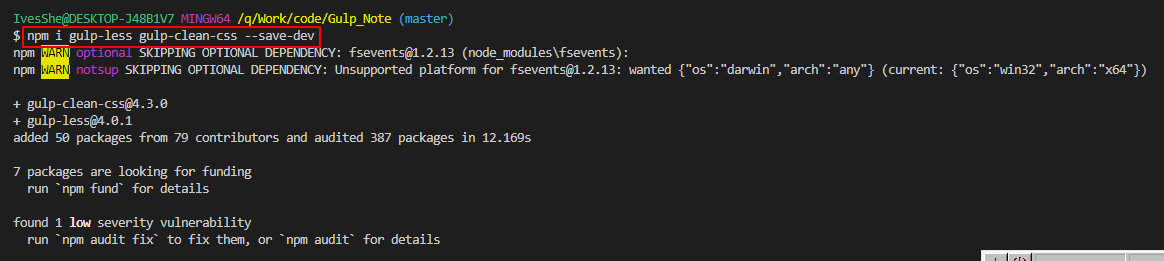 IvesShe@DESKTOP-J48B1V7 MINGW64 /q/Work/code/Gulp_Note (master)
$ npm i gulp-less gulp-clean-css --save-dev
npm WARN optional SKIPPING OPTIONAL DEPENDENCY: fsevents@1.2.13 (node_modules\fsevents):
npm WARN notsup SKIPPING OPTIONAL DEPENDENCY: Unsupported platform for fsevents@1.2.13: wanted {"os":"darwin","arch":"any"} (current: {"os":"win32","arch":"x64"})
+ gulp-clean-css@4.3.0
+ gulp-less@4.0.1
added 50 packages from 79 contributors and audited 387 packages in 12.169s
7 packages are looking for funding
run `npm fund` for details
found 1 low severity vulnerability
run `npm audit fix` to fix them, or `npm audit` for details